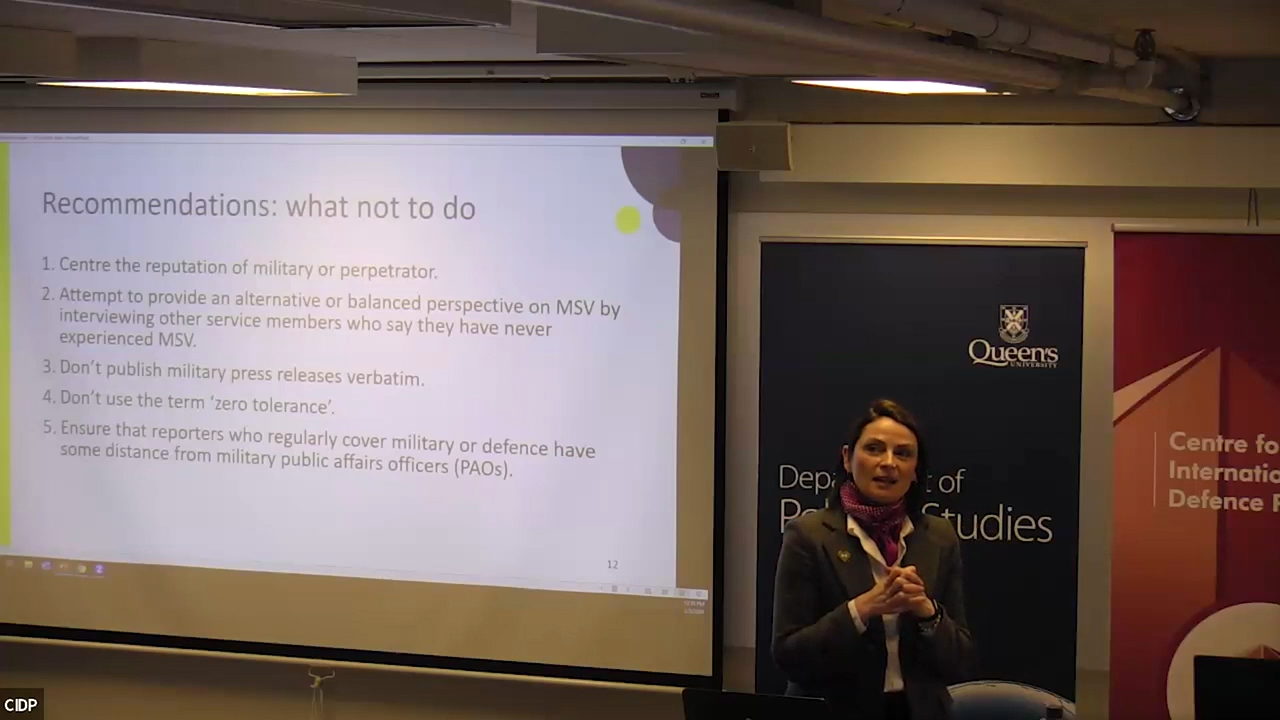 Recommendations: what not to do
1. Centre the reputation of military or perpetrator.
2. Attempt to provide an alternative or balanced perspective on MSV by
interviewing other service members who say they have never
experienced MSV.
3. Don't publish military press releases verbatim.
4. Don't use the term 'zero tolerance'.
5. Ensure that reporters who regularly cover military or defence have
some distance from military public affairs officers (PAOs).
12
Queen's
UNIVERSITY
Dep t of
Po Studies
Centre fo
Internatio
Defence P
CIDP